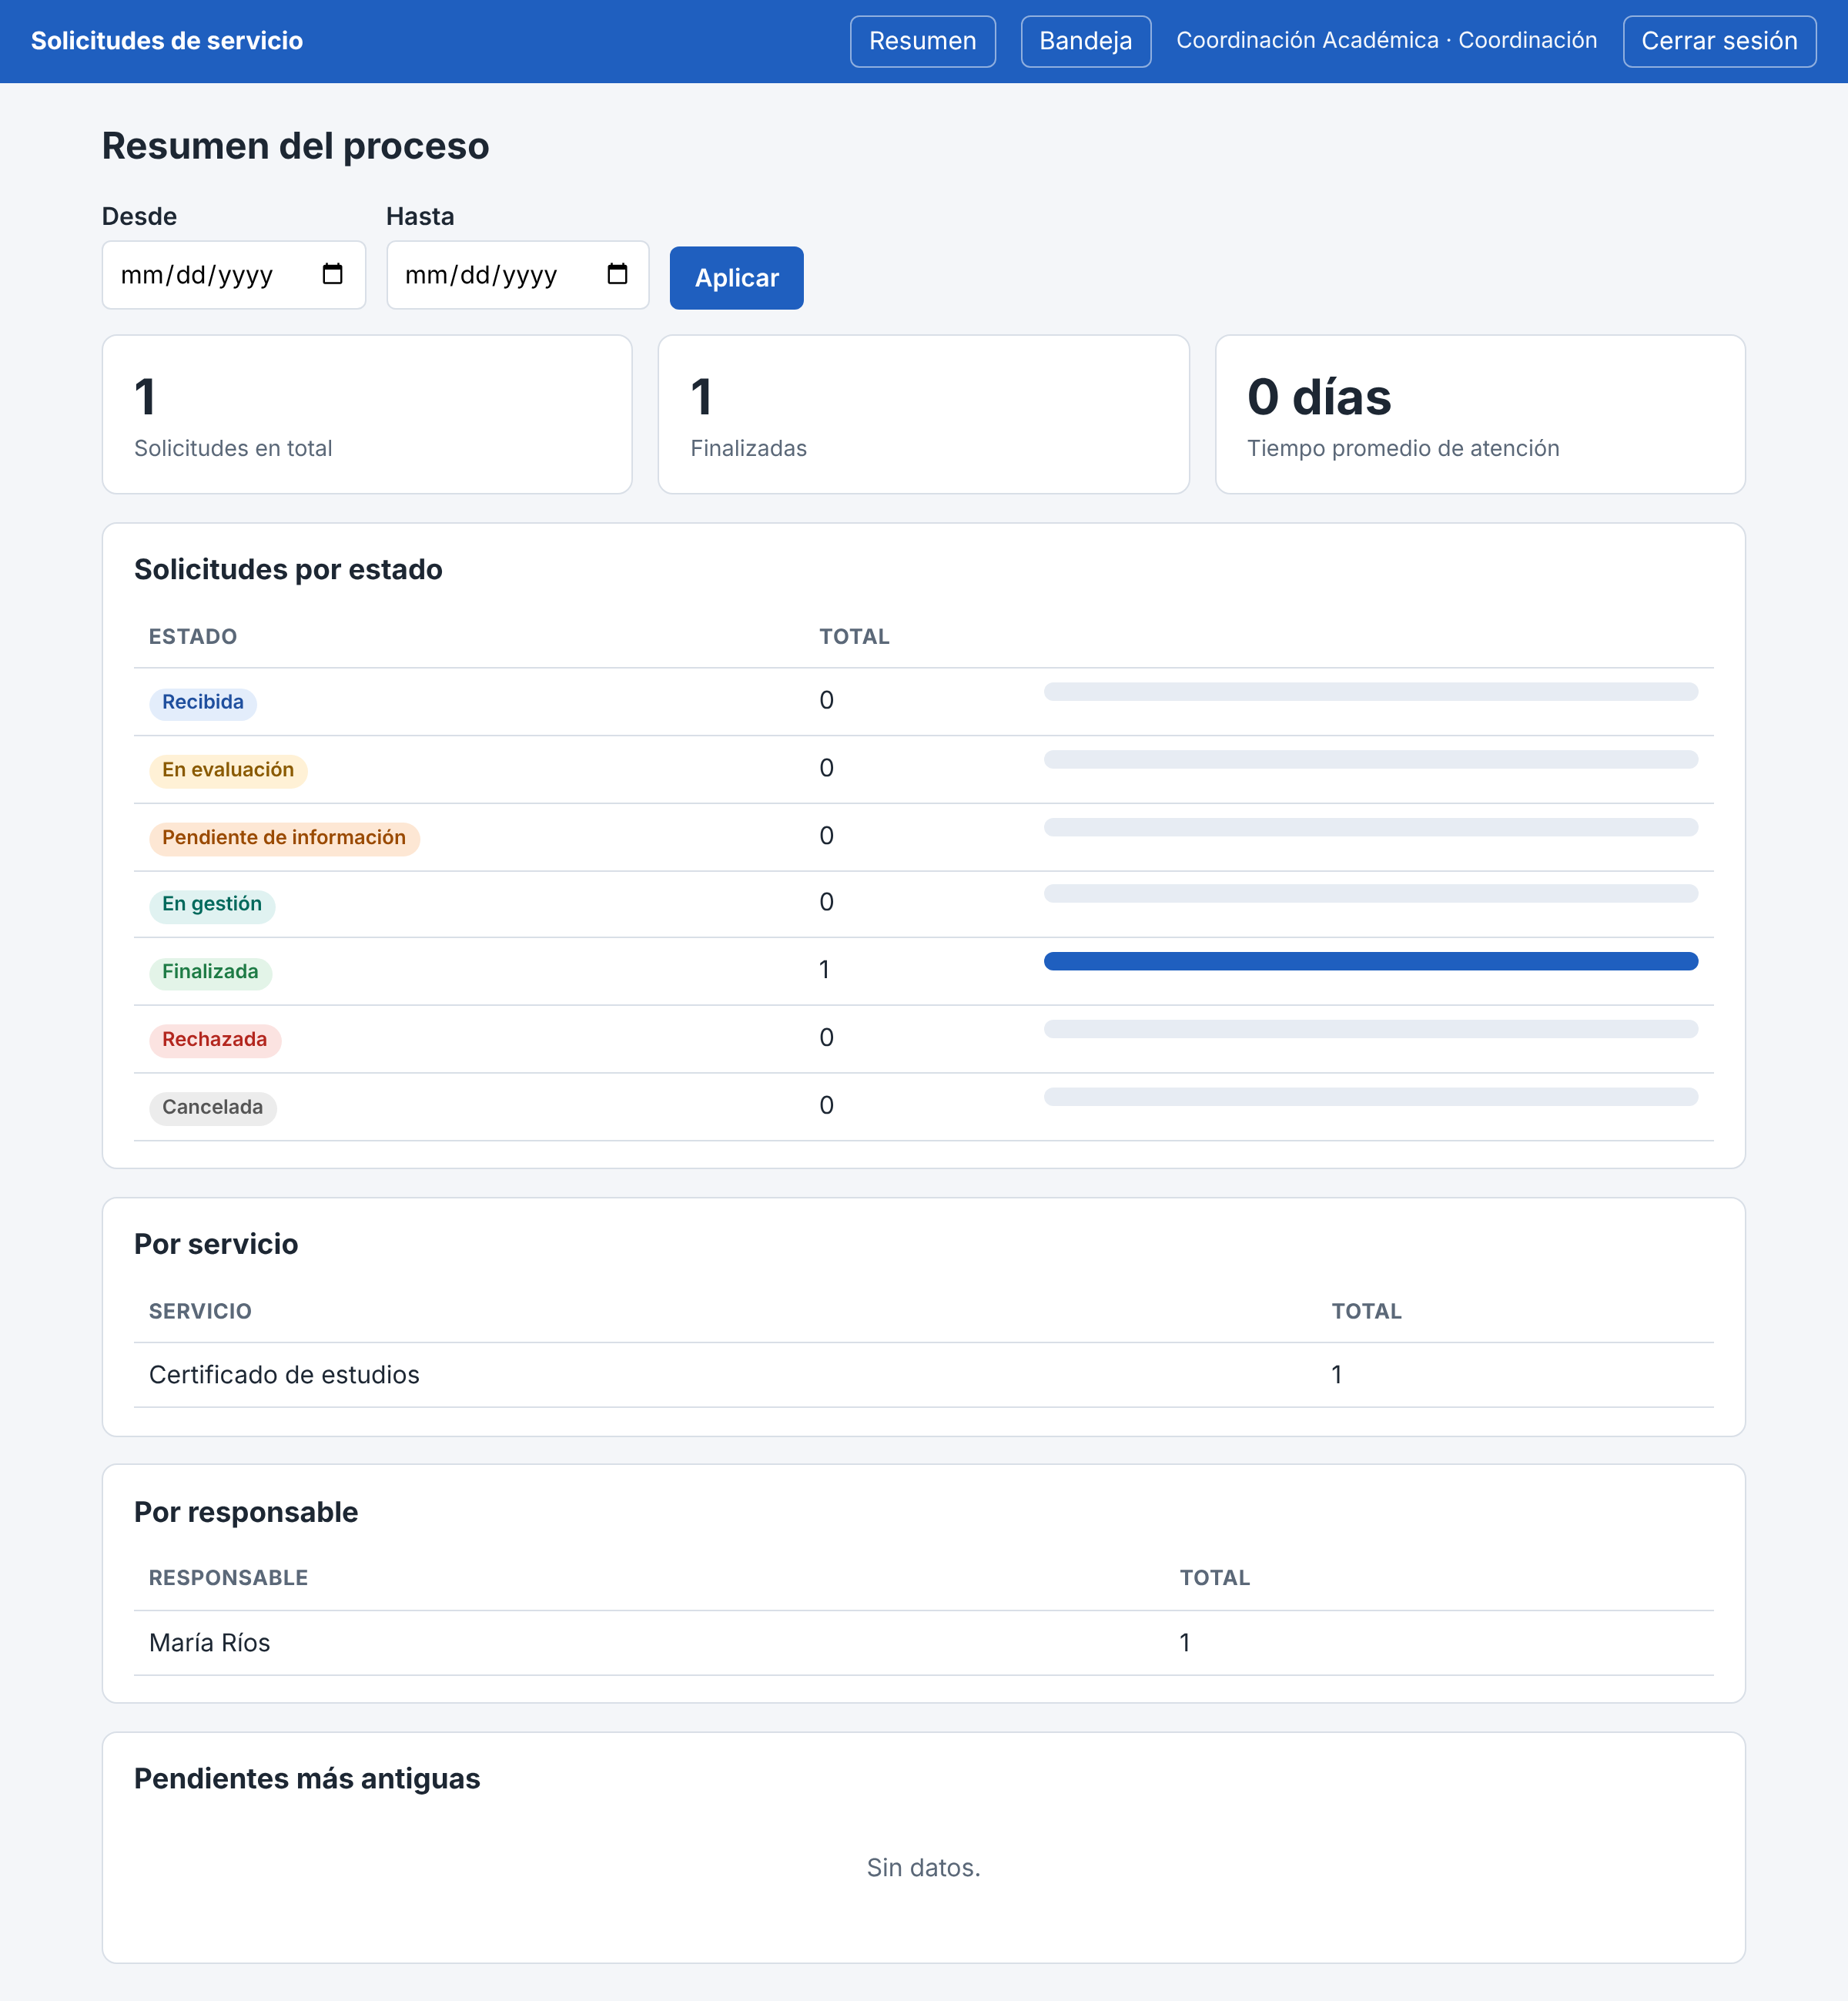 Solicitudes de servicio Resumen Bandeja Coordinación Académica · Coordinación Cerrar sesión
Resumen del proceso
Desde Hasta
mm/dd/yyyy mm/dd/yyyy Aplicar
1 1 0 días
Solicitudes en total Finalizadas Tiempo promedio de atención
Solicitudes por estado
ESTADO TOTAL
Recibida 0
En evaluación 0
Pendiente de información 0
En gestión 0
Finalizada 1
Rechazada 0
Cancelada 0
Por servicio
SERVICIO TOTAL
Certificado de estudios 1
Por responsable
RESPONSABLE TOTAL
María Ríos 1
Pendientes más antiguas
Sin datos.